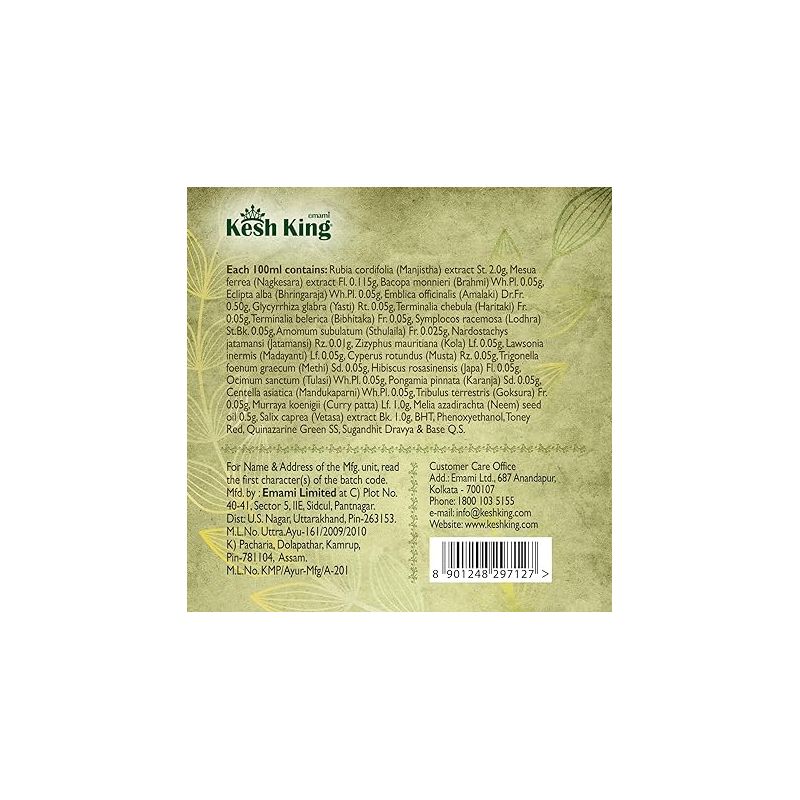 emami
Kesh King
Each 100ml contains: Rubia cordifolia (Manjistha) extract St. 2.0g, Mesua
ferrea (Nagkesara) extract Fl. 0.115g, Bacopa monnieri (Brahmi) Wh.Pl. 0.05g,
Eclipta alba (Bhringaraja) Wh.Pl. 0.05g, Emblica officinalis (Amalaki) Dr.Fr.
0.50g, Glycyrrhiza glabra (Yasti) Rt. 0.05g,Terminalia chebula (Haritaki) Fr.
0.05g,Terminalia belerica (Bibhitaka) Fr. 0.05g, Symplocos racemosa (Lodhra)
St.Bk. 0.05g, Amomum subulatum (Sthulaila) Fr. 0.025g, Nardostachys
jatamansi (Jatamansi) Rz. 0.01g, Zizyphus mauritiana (Kola) Lf. 0.05g, Lawsonia
inermis (Madayanti) Lf. 0.05g, Cyperus rotundus (Musta) Rz. 0.05g, Trigonella
foenum graecum (Methi) Sd. 0.05g, Hibiscus rosasinensis (Japa) Fl. 0.05g,
Ocimum sanctum (Tulasi) Wh.Pl. 0.05g, Pongamia pinnata (Karanja) Sd. 0.05g,
Centella asiatica (Mandukaparni) Wh.Pl. 0.05g, Tribulus terrestris (Goksura) Fr.
0.05g, Murraya koenigii (Curry patta) Lf. 1.0g, Melia azadirachta (Neem) seed
oil 0.5g, Salix caprea (Vetasa) extract Bk. 1.0g, BHT, Phenoxyethanol, Toney
Red, Quinazarine Green SS, Sugandhit Dravya & Base Q.S.
For Name & Address of the Mfg. unit, read
the first character(s) of the batch code.
Mfd. by : Emami Limited at C) Plot No.
40-41, Sector 5, IIE, Sidcul, Pantnagar.
Dist: U.S. Nagar, Uttarakhand, Pin-263153.
M.L.No. Uttra.Ayu-161/2009/2010
K) Pacharia, Dolapathar, Kamrup,
Pin-781104, Assam.
M.L.No. KMP/Ayur-Mfg/A-201
Customer Care Office
Add.: Emami Ltd., 687 Anandapur,
Kolkata - 700107
Phone: 1800 103 5155
e-mail: info@keshking.com
Website: www.keshking.com
8 901248 297127 >